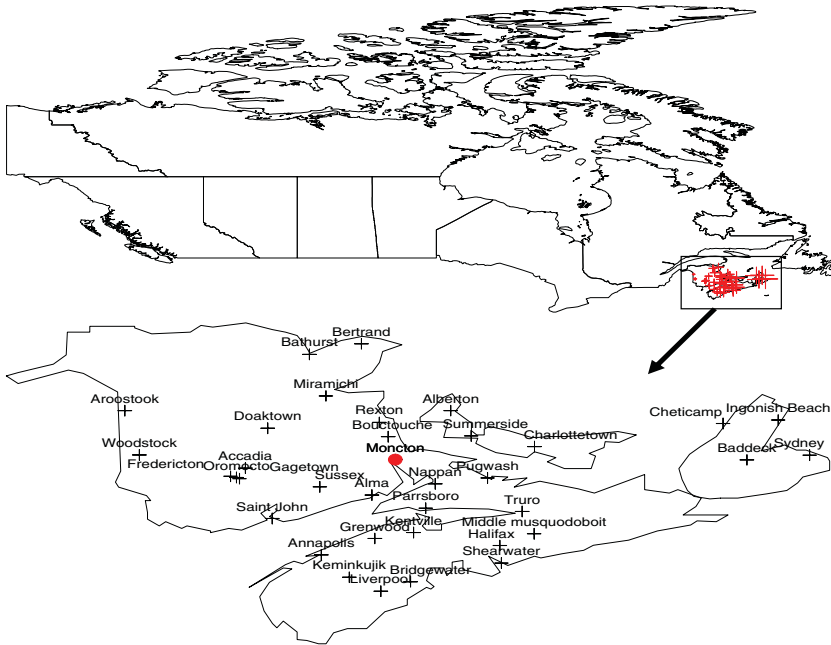 Bertrand
Bathurst
Miramichi
Aroostook
Alberton
Rexton
Cheticamp
Ingonish Beach
Doaktown
Bouctouche
Summerside
Charlottetown
Woodstock
Moncton
Baddeck
Sydney
Accadia
Fredericton
Oromocto
Gagetown
Nappan
Pugwash
Sussex
Alma
Parrsboro
Truro
Saint John
Kentville
Middle musquodoboit
Grenwood
Halifax
Annapolis
Shearwater
Keminkujik
Bridgewater
Liverpool